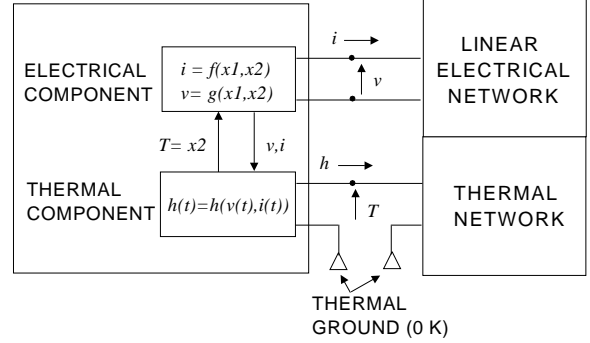 ELECTRICAL
COMPONENT
i = f(x1,x2)
v= g(x1,x2)
i
v
LINEAR
ELECTRICAL
NETWORK
T= x2
v,i
THERMAL
COMPONENT
h(t)=h(v(t),i(t))
h
T
THERMAL
NETWORK
THERMAL
GROUND (0 K)